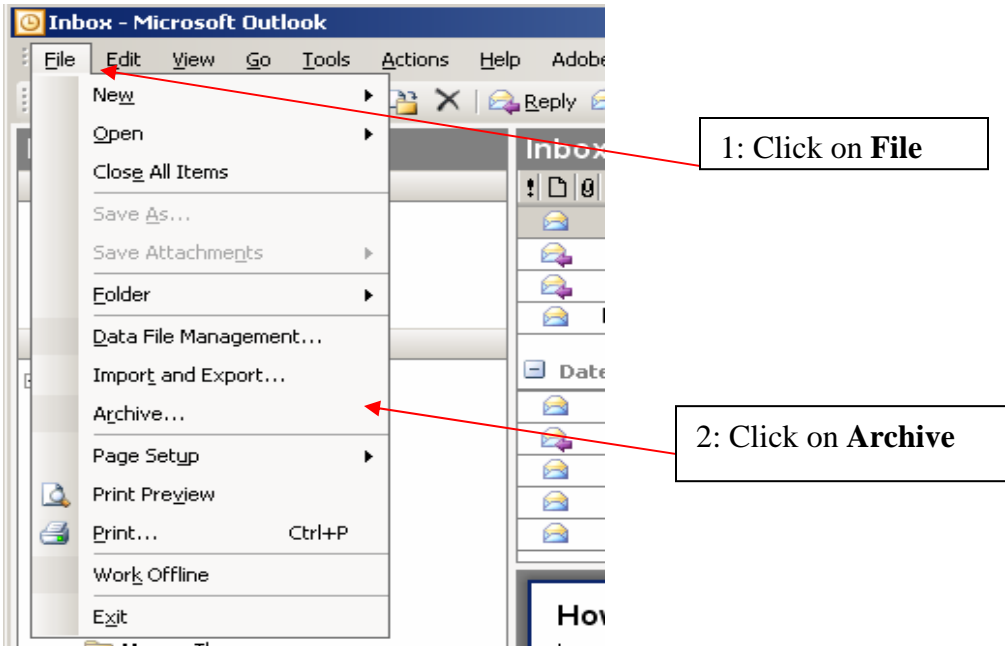 Inbox - Microsoft Outlook
File Edit View Go Tools Actions Help Adobe
New
Reply
Open
Inbox
1: Click on File
Close All Items
Save As...
Save Attachments
Folder
Data File Management...
Import and Export...
Date
Archive...
2: Click on Archive
Page Setup
Print Preview
Print... Ctrl+P
Work Offline
Exit